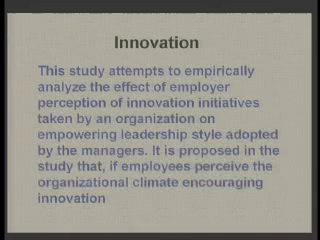 Innovation
This study attempts to empirically
analyze the effect of employer
perception of innovation initiatives
taken by an organization on
empowering leadership style adopted
by the managers. It is proposed in the
study that, if employees perceive the
organizational climate encouraging
innovation